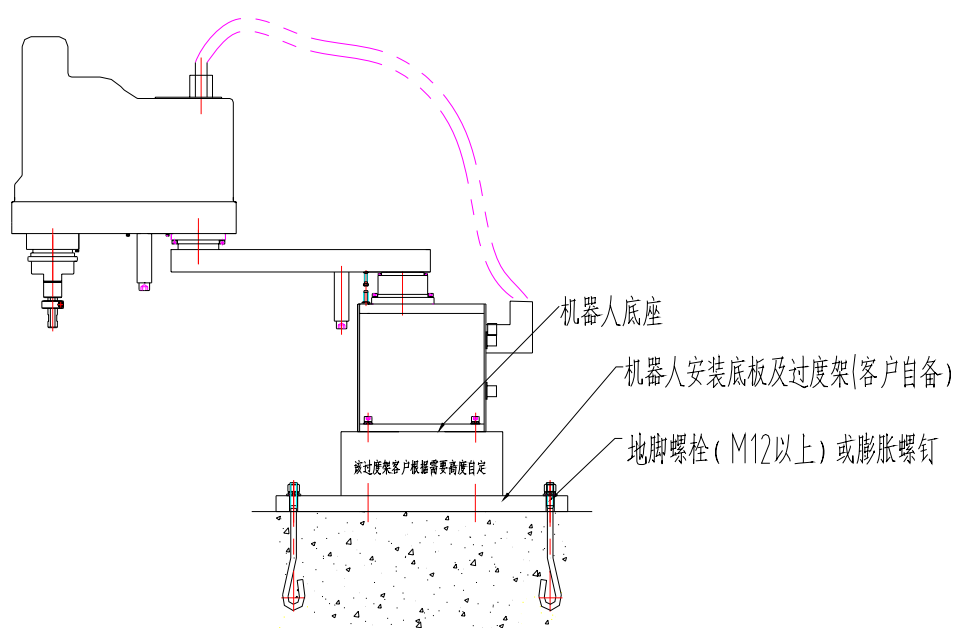 机器人底座
机器人安装底板及过度架(客户自备)
地脚螺栓(M12以上)或膨胀螺钉
该过度架客户根据需要高度自定